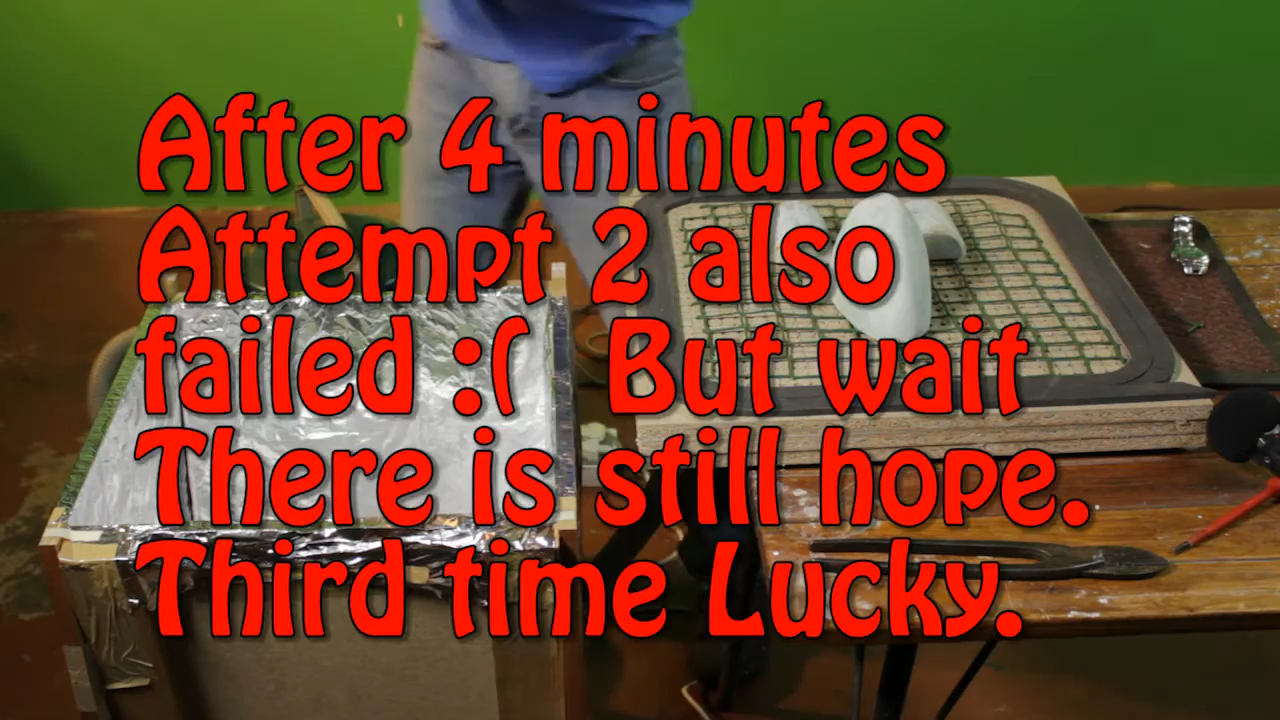 After 4 minutes
Attempt 2 also
failed :( But wait
There is still hope.
Third time Lucky.